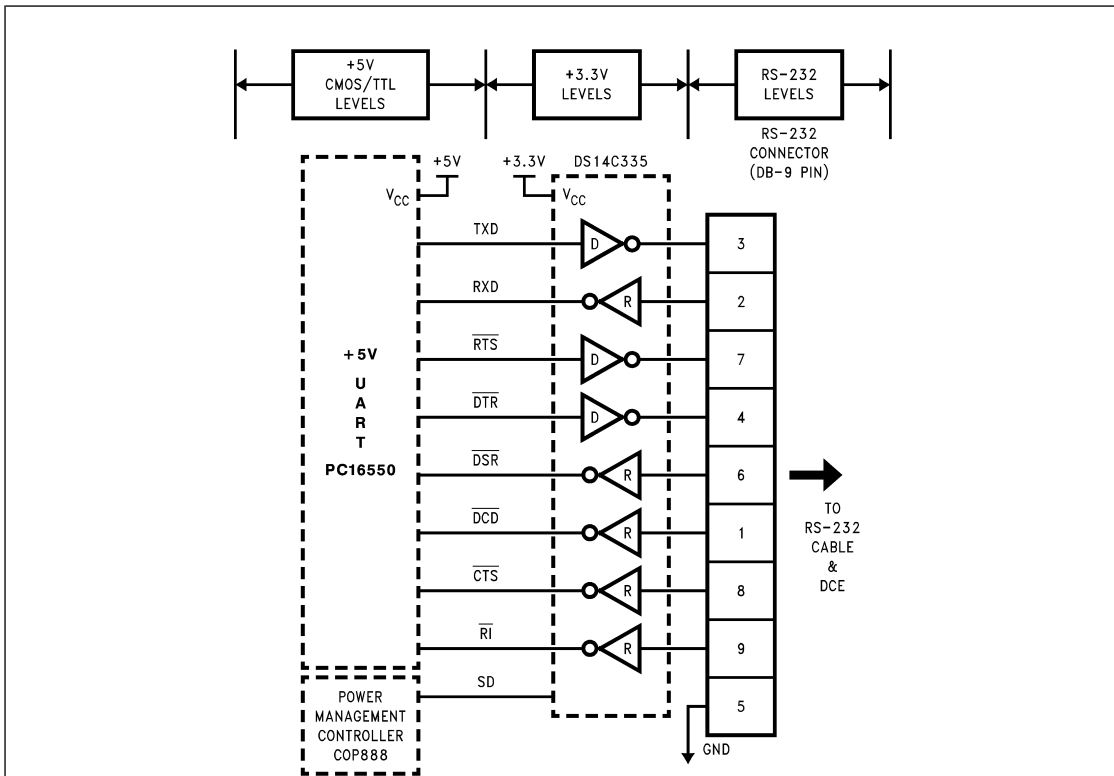 +5V
CMOS/TTL
LEVELS
+3.3V
LEVELS
RS-232
LEVELS
RS-232
CONNECTOR
(DB-9 PIN)
+5V
+3.3V
DS14C335
VCC
VCC
TXD
D
3
RXD
R
2
RTS
D
7
DTR
D
4
+5V
U
A
R
T
PC16550
DSR
R
6
DCD
R
1
CTS
R
8
RI
R
9
TO
RS-232
CABLE
&
DCE
SD
5
GND
POWER
MANAGEMENT
CONTROLLER
COP888